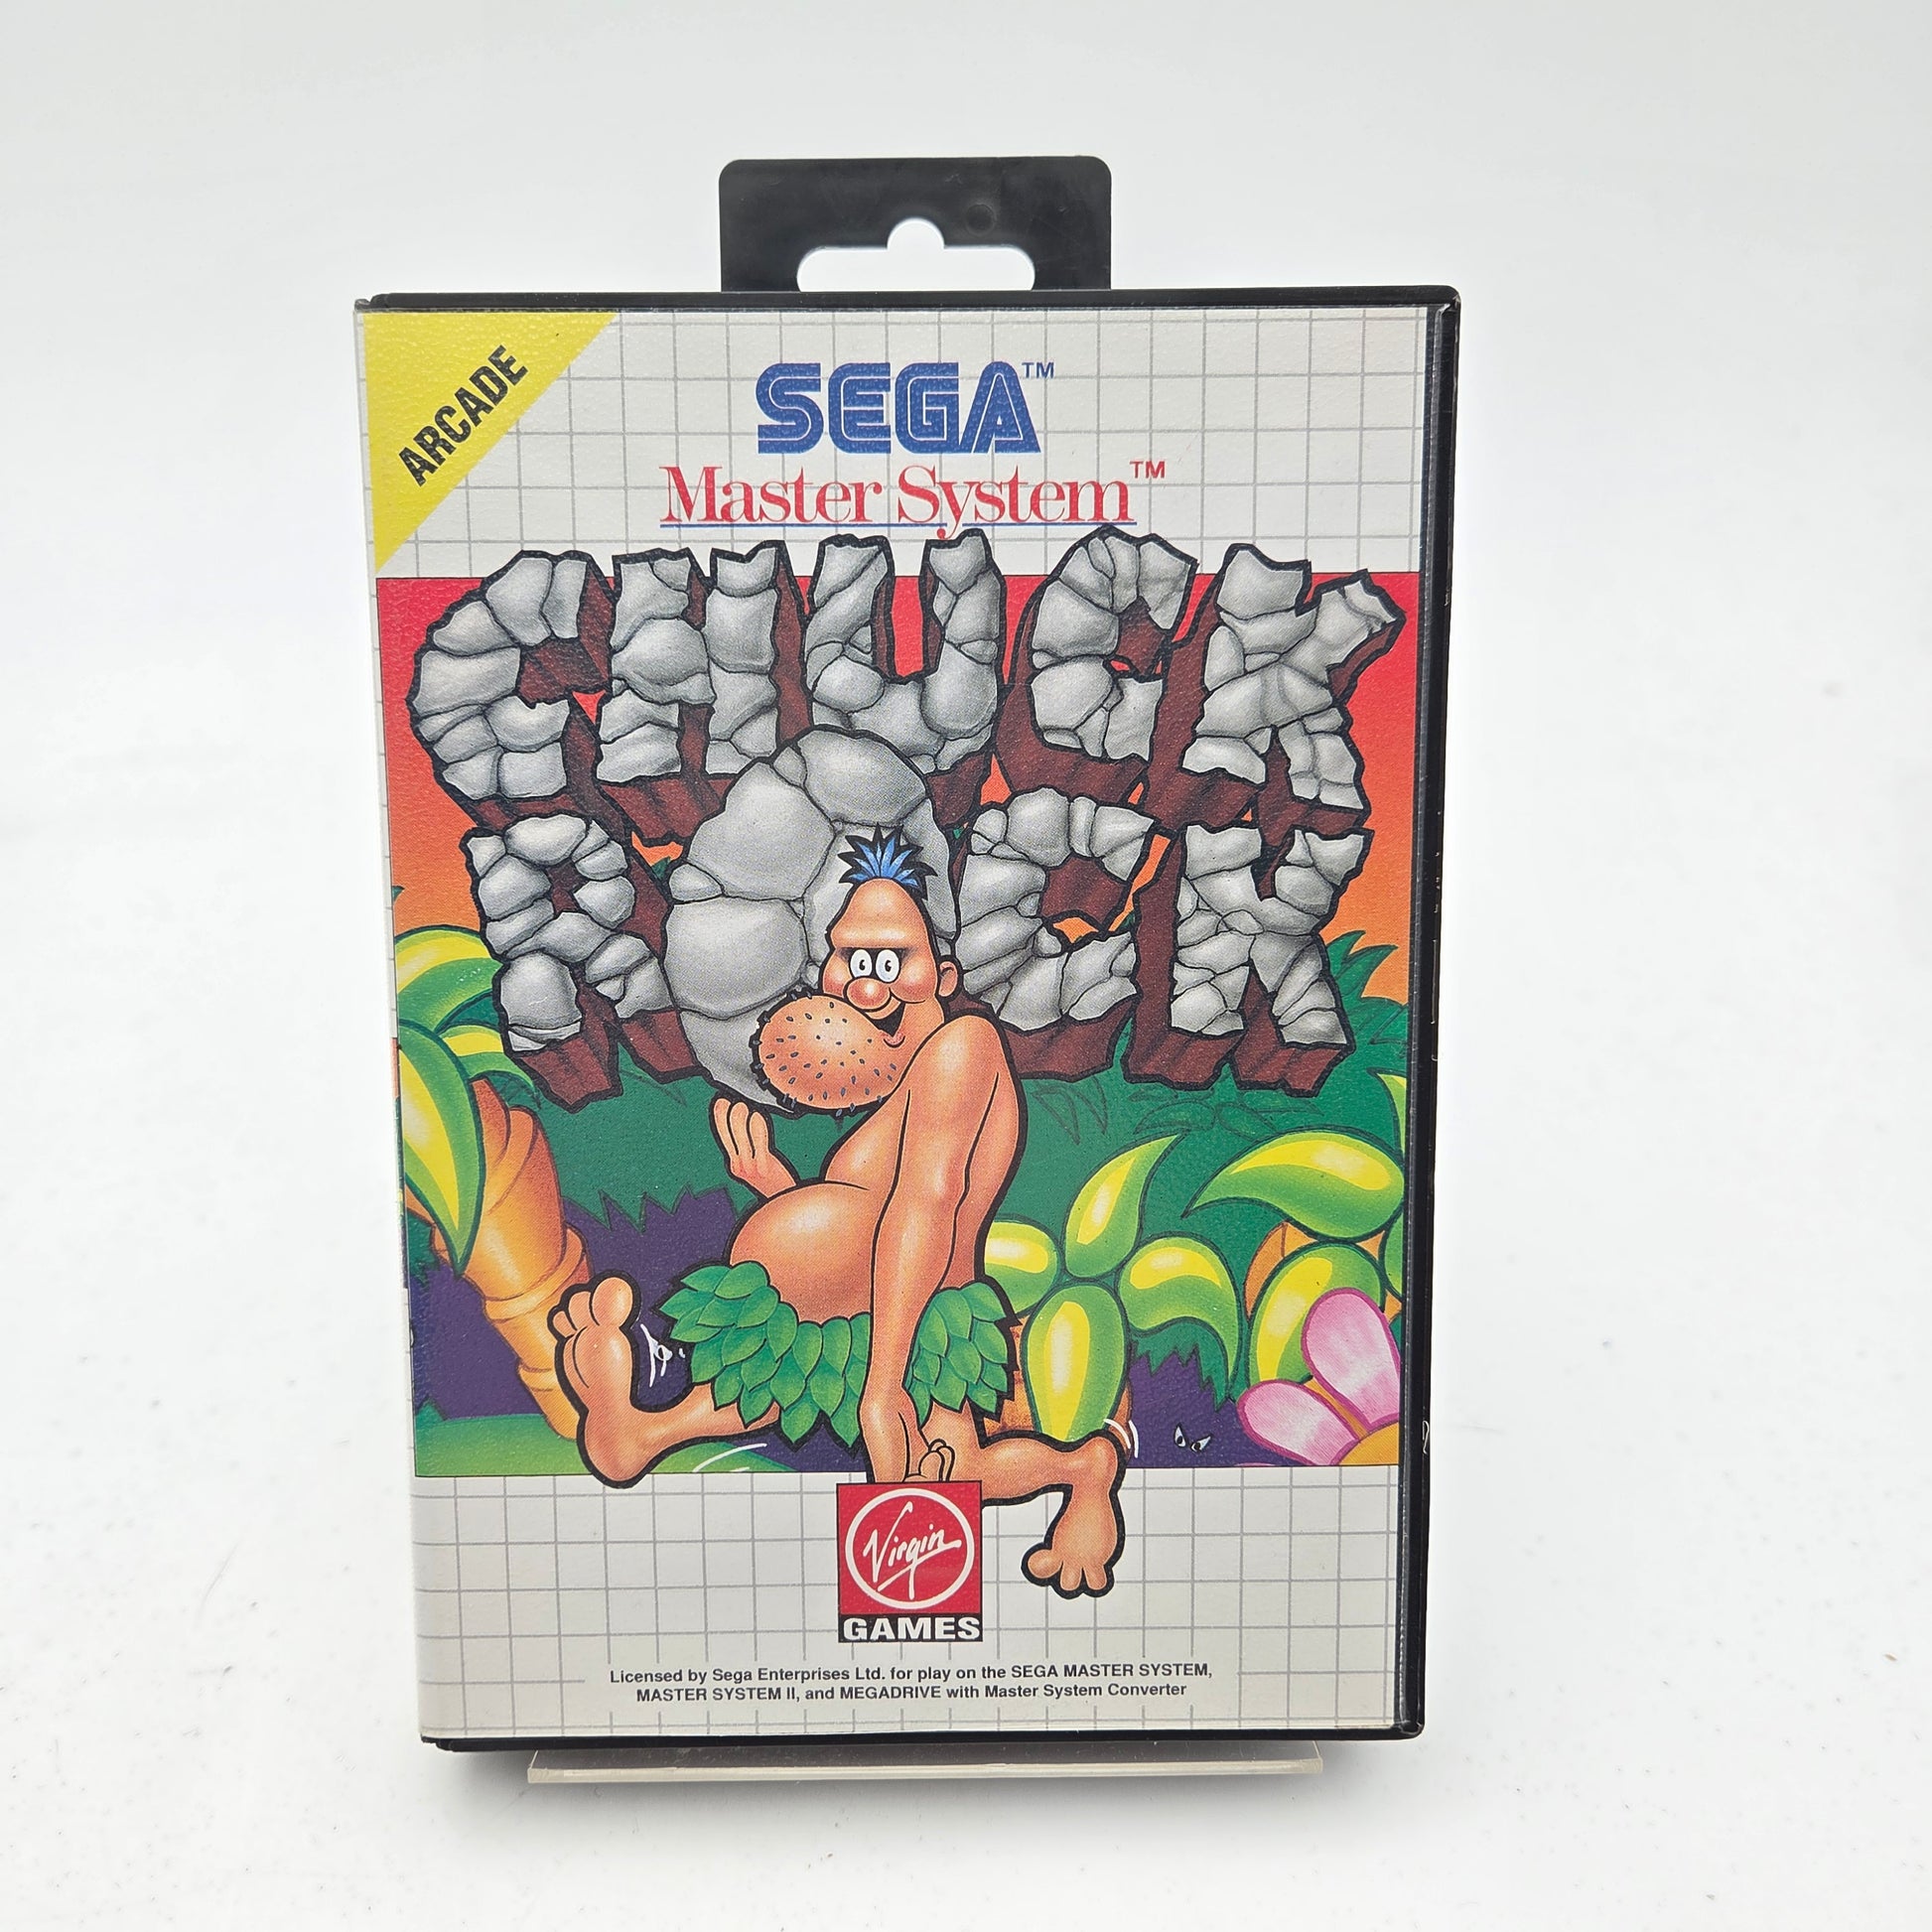 ARCADE
SEGA™
Master System™
CHUCK
ROCK
Virgin
GAMES
Licensed by Sega Enterprises Ltd. for play on the SEGA MASTER SYSTEM,
MASTER SYSTEM II, and MEGADRIVE with Master System Converter